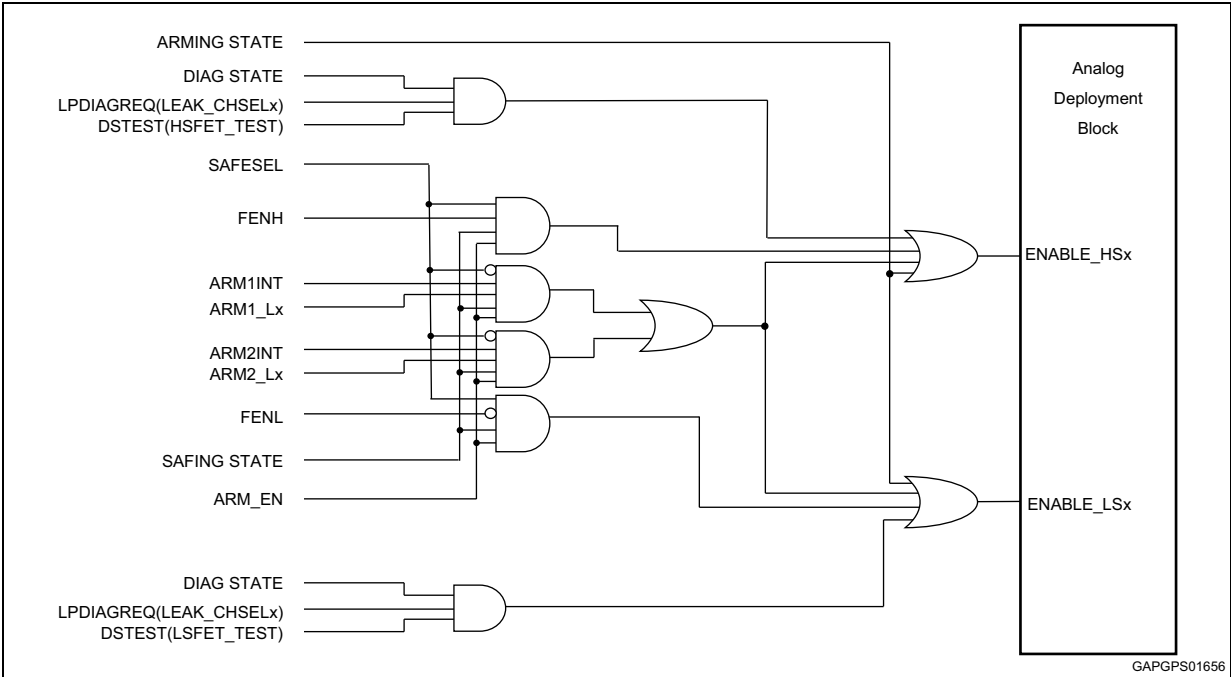 ARMING STATE
DIAG STATE
LPDIAGREQ(LEAK_CHSELx)
DSTEST(HSFET_TEST)
SAFESEL
FENH
ARM1INT
ARM1_Lx
ARM2INT
ARM2_Lx
FENL
SAFING STATE
ARM_EN
DIAG STATE
LPDIAGREQ(LEAK_CHSELx)
DSTEST(LSFET_TEST)
Analog
Deployment
Block
ENABLE_HSx
ENABLE_LSx
GAPGPS01656